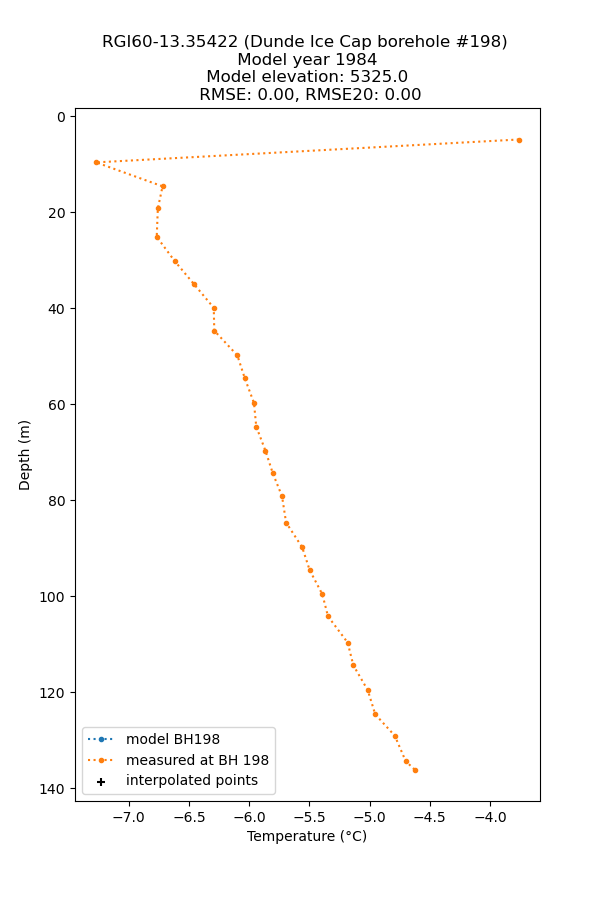 RGI60-13.35422 (Dunde Ice Cap borehole #198)
Model year 1984
Model elevation: 5325.0
RMSE: 0.00, RMSE20: 0.00
0
20
40
60
80
100
120
140
Depth (m)
model BH198
measured at BH 198
interpolated points
−7.0 −6.5 −6.0 −5.5 −5.0 −4.5 −4.0
Temperature (°C)